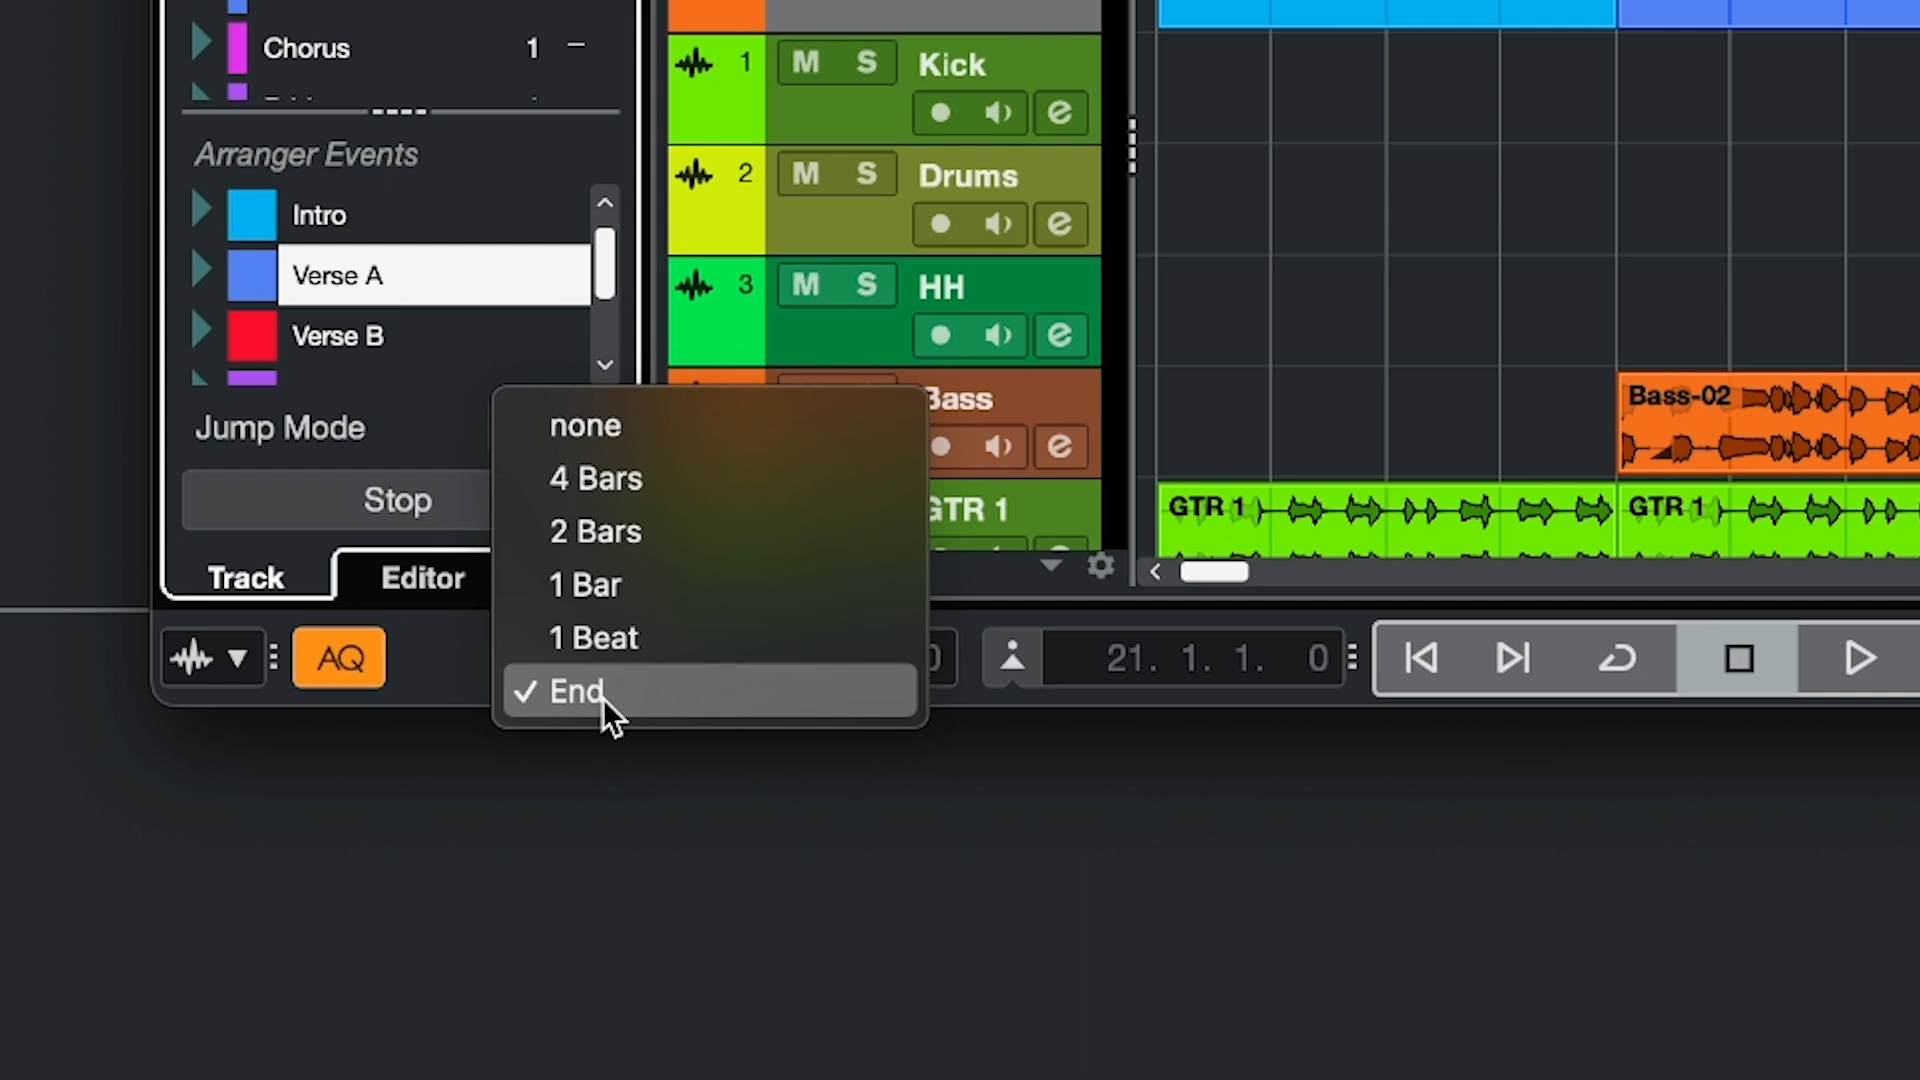 Chorus 1 –
Arranger Events
Intro
Verse A
Verse B
Jump Mode
Stop
none
4 Bars
2 Bars
1 Bar
1 Beat
✓ End
Track
Editor
AQ
1 M S Kick
e
2 M S Drums
e
3 M S HH
e
Bass
e
GTR 1
Bass-02
GTR 1
GTR 1
0
21. 1. 1. 0